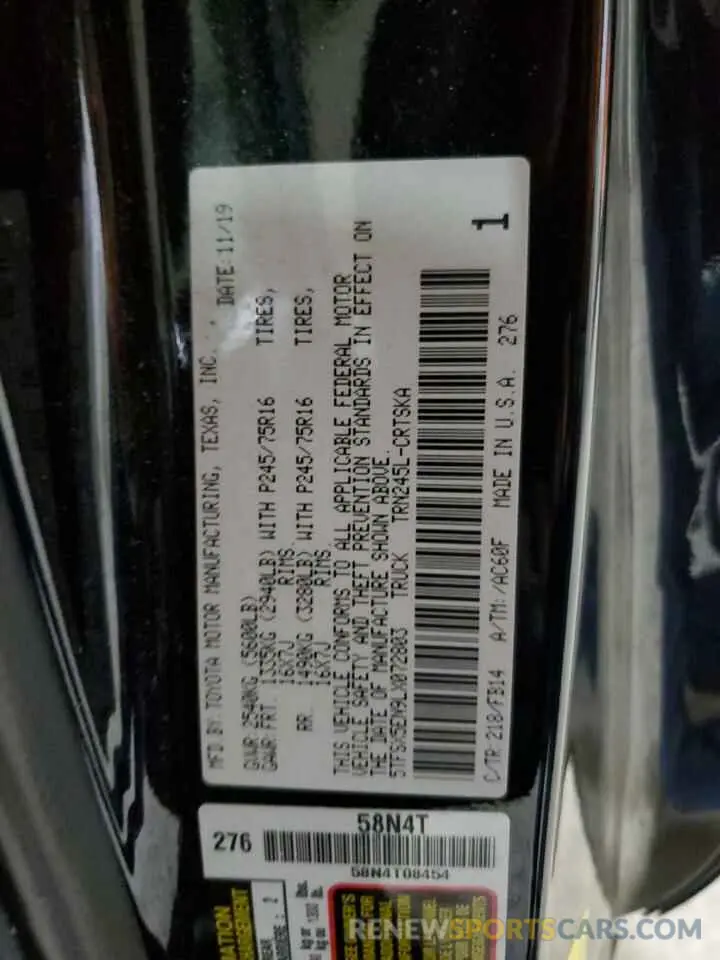 MFD BY: TOYOTA MOTOR MANUFACTURING, TEXAS, INC., DATE: 11/19
GVWR: 2540KG (5600LB)
GAWR: FRT. 1335KG (2940LB) WITH P245/75R16 TIRES,
16X7J RIMS,
RR. 1490KG (3280LB) WITH P245/75R16 TIRES,
16X7J RIMS.
THIS VEHICLE CONFORMS TO ALL APPLICABLE FEDERAL MOTOR
VEHICLE SAFETY AND THEFT PREVENTION STANDARDS IN EFFECT ON
THE DATE OF MANUFACTURE SHOWN ABOVE.
5TFSX5EN9LX072803 TRUCK TRN245L-CRTSKA
1
C/TR:218/FB14 A/TM:/AC60F MADE IN U.S.A. 276
58N4T
276
58N4T08454
2
RENEWSPORTSCARS.COM